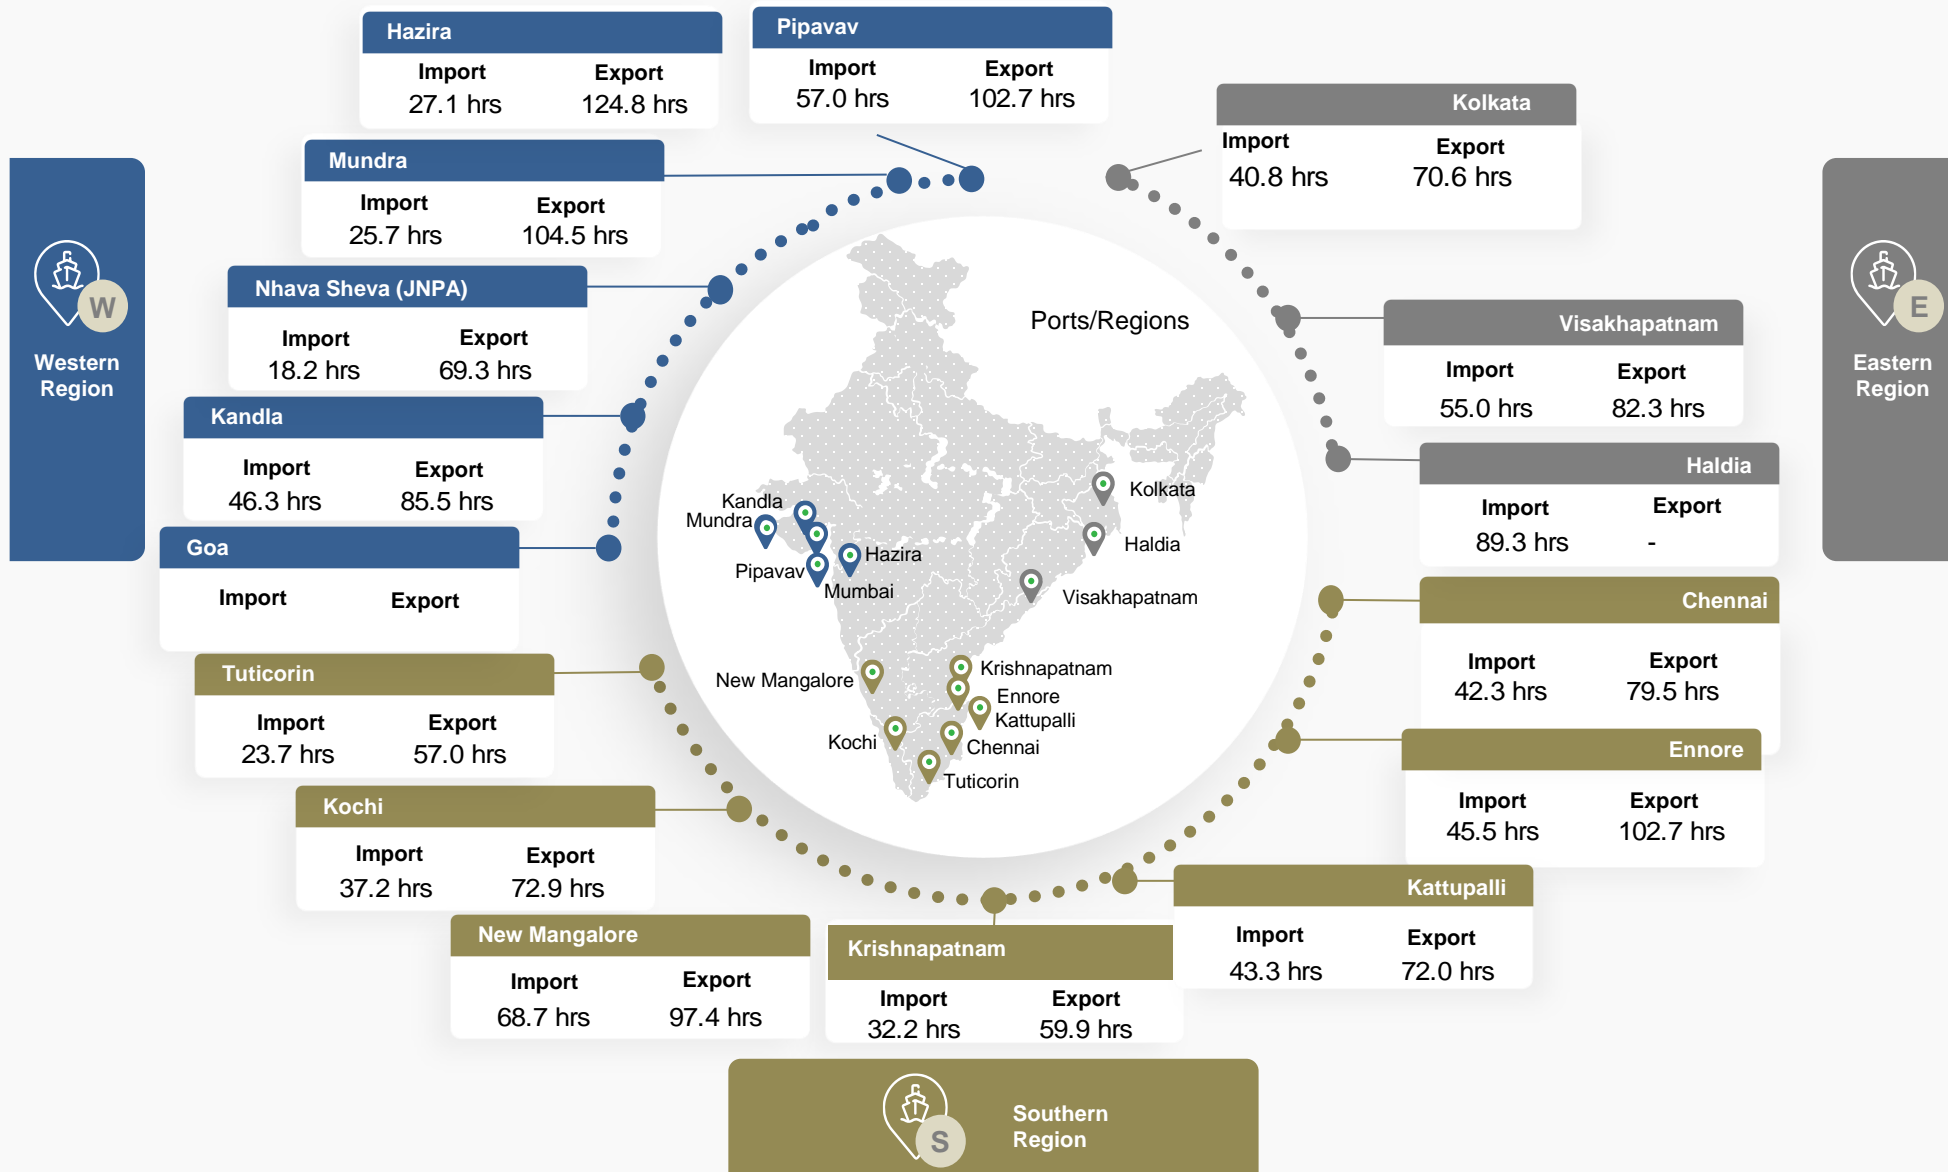 Hazira
Import Export
27.1 hrs 124.8 hrs
Pipavav
Import Export
57.0 hrs 102.7 hrs
Kolkata
Import Export
40.8 hrs 70.6 hrs
Mundra
Import Export
25.7 hrs 104.5 hrs
Nhava Sheva (JNPA)
Import Export
18.2 hrs 69.3 hrs
Kandla
Import Export
46.3 hrs 85.5 hrs
Goa
Import Export
W
Western
Region
Ports/Regions
Kandla
Mundra
Pipavav
Hazira
Mumbai
Kolkata
Haldia
Visakhapatnam
New Mangalore
Krishnapatnam
Ennore
Kattupalli
Kochi
Chennai
Tuticorin
Visakhapatnam
Import Export
55.0 hrs 82.3 hrs
E
Eastern
Region
Haldia
Import Export
89.3 hrs -
Chennai
Import Export
42.3 hrs 79.5 hrs
Ennore
Import Export
45.5 hrs 102.7 hrs
Tuticorin
Import Export
23.7 hrs 57.0 hrs
Kochi
Import Export
37.2 hrs 72.9 hrs
New Mangalore
Import Export
68.7 hrs 97.4 hrs
Krishnapatnam
Import Export
32.2 hrs 59.9 hrs
Kattupalli
Import Export
43.3 hrs 72.0 hrs
S
Southern
Region